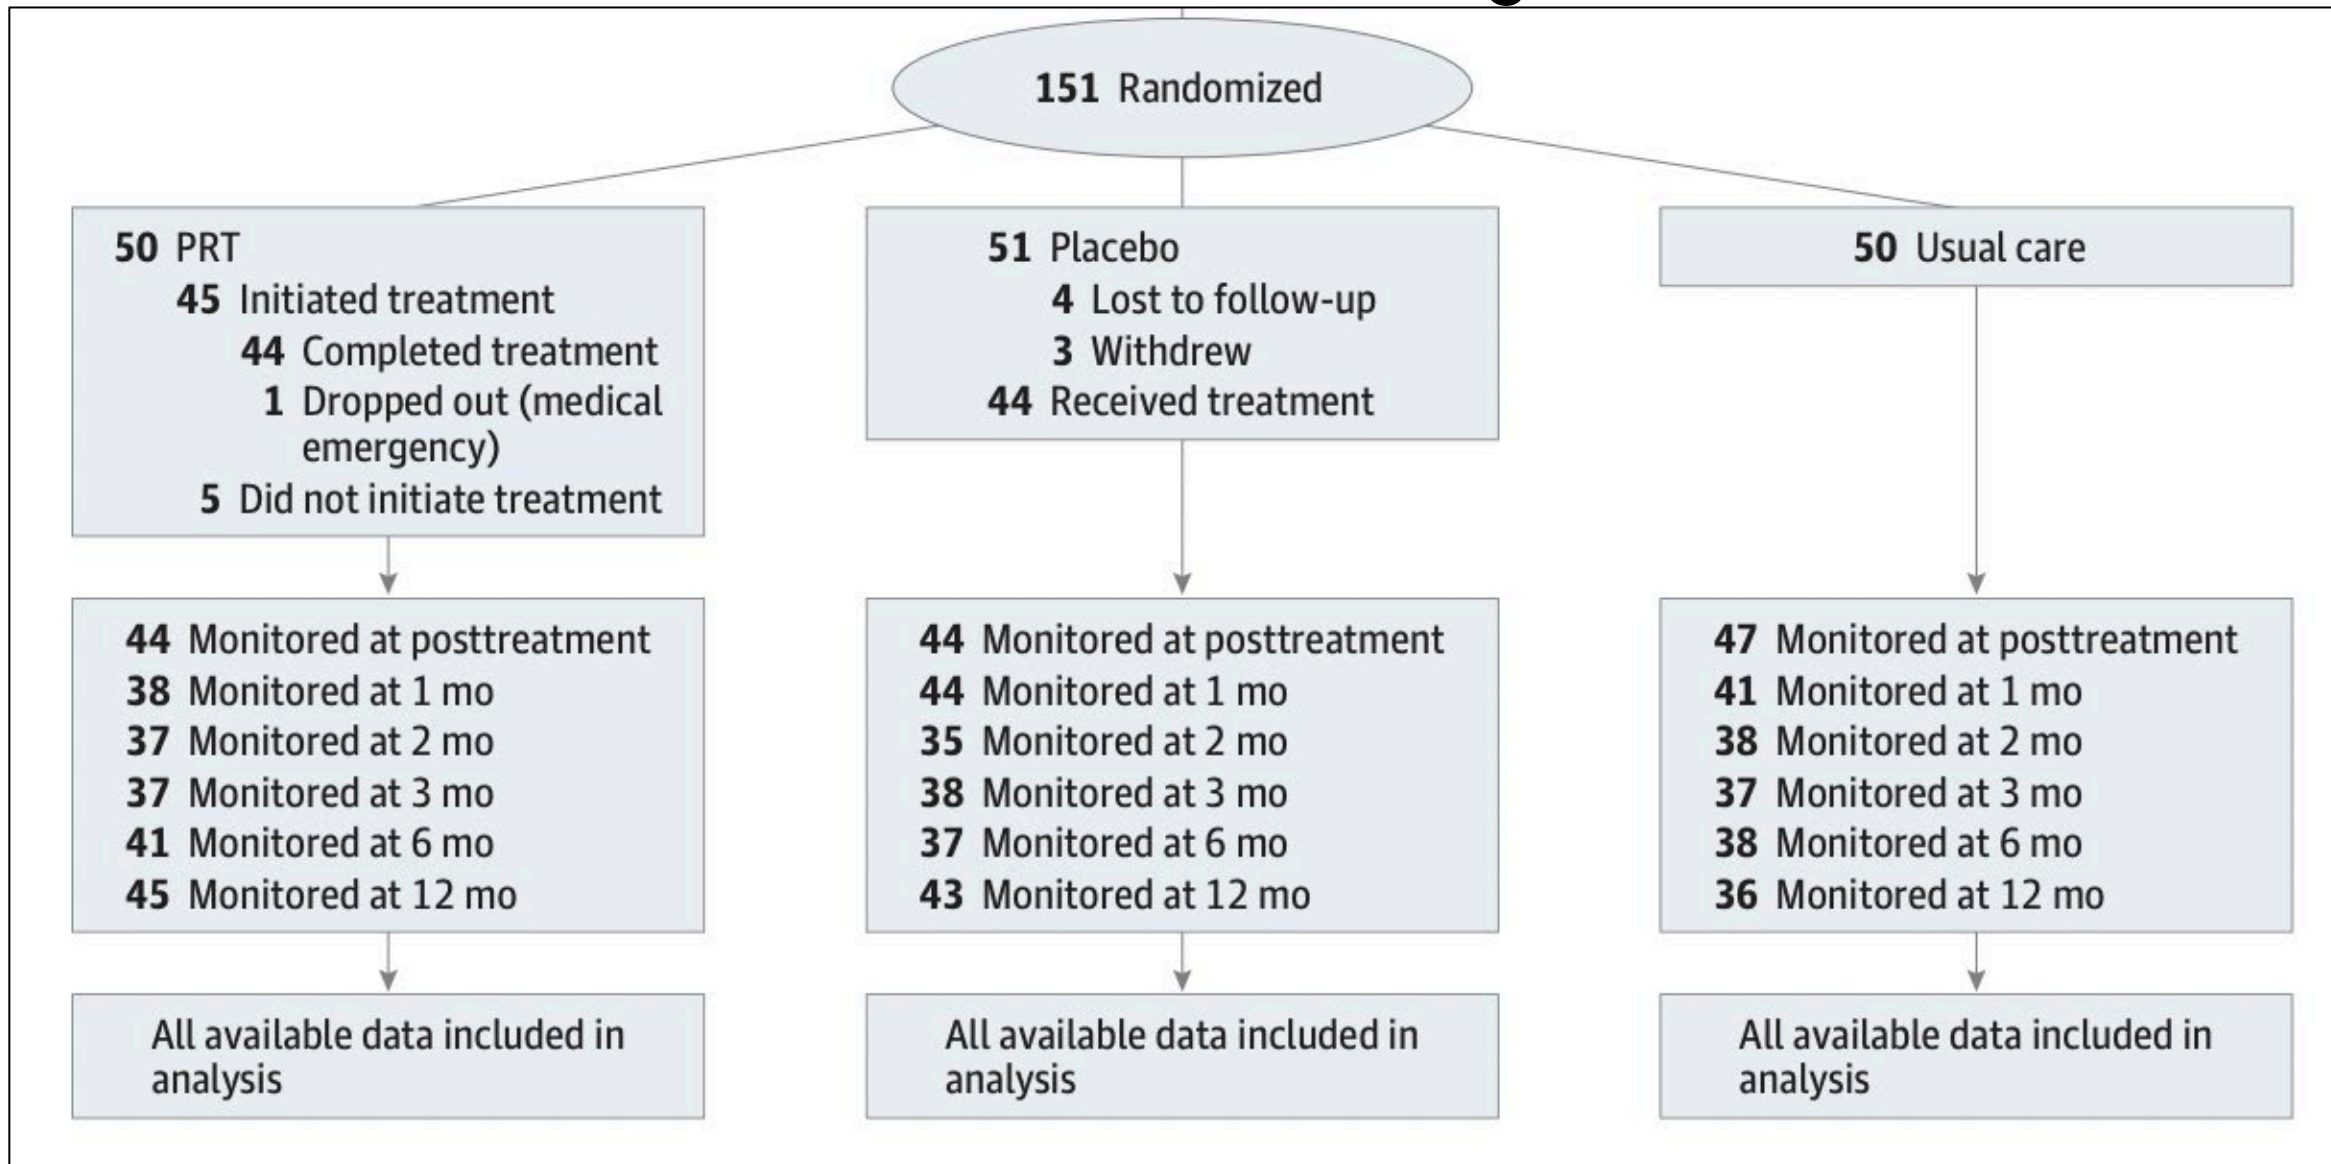 151 Randomized
50 PRT
45 Initiated treatment
44 Completed treatment
1 Dropped out (medical
emergency)
5 Did not initiate treatment
51 Placebo
4 Lost to follow-up
3 Withdrew
44 Received treatment
50 Usual care
44 Monitored at posttreatment
38 Monitored at 1 mo
37 Monitored at 2 mo
37 Monitored at 3 mo
41 Monitored at 6 mo
45 Monitored at 12 mo
44 Monitored at posttreatment
44 Monitored at 1 mo
35 Monitored at 2 mo
38 Monitored at 3 mo
37 Monitored at 6 mo
43 Monitored at 12 mo
47 Monitored at posttreatment
41 Monitored at 1 mo
38 Monitored at 2 mo
37 Monitored at 3 mo
38 Monitored at 6 mo
36 Monitored at 12 mo
All available data included in
analysis
All available data included in
analysis
All available data included in
analysis